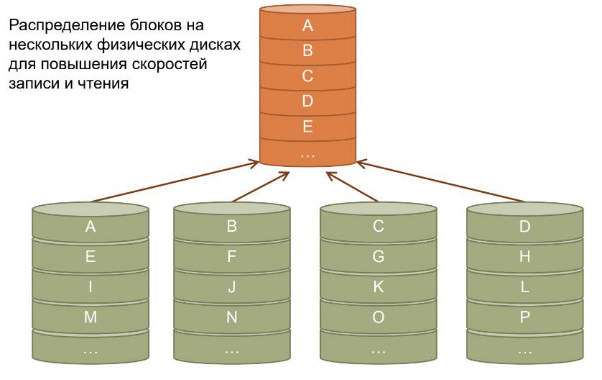 Распределение блоков на
нескольких физических дисках
для повышения скоростей
записи и чтения
A
B
C
D
E
...
A B C D
E F G H
I J K L
M N O P
... ... ... ...